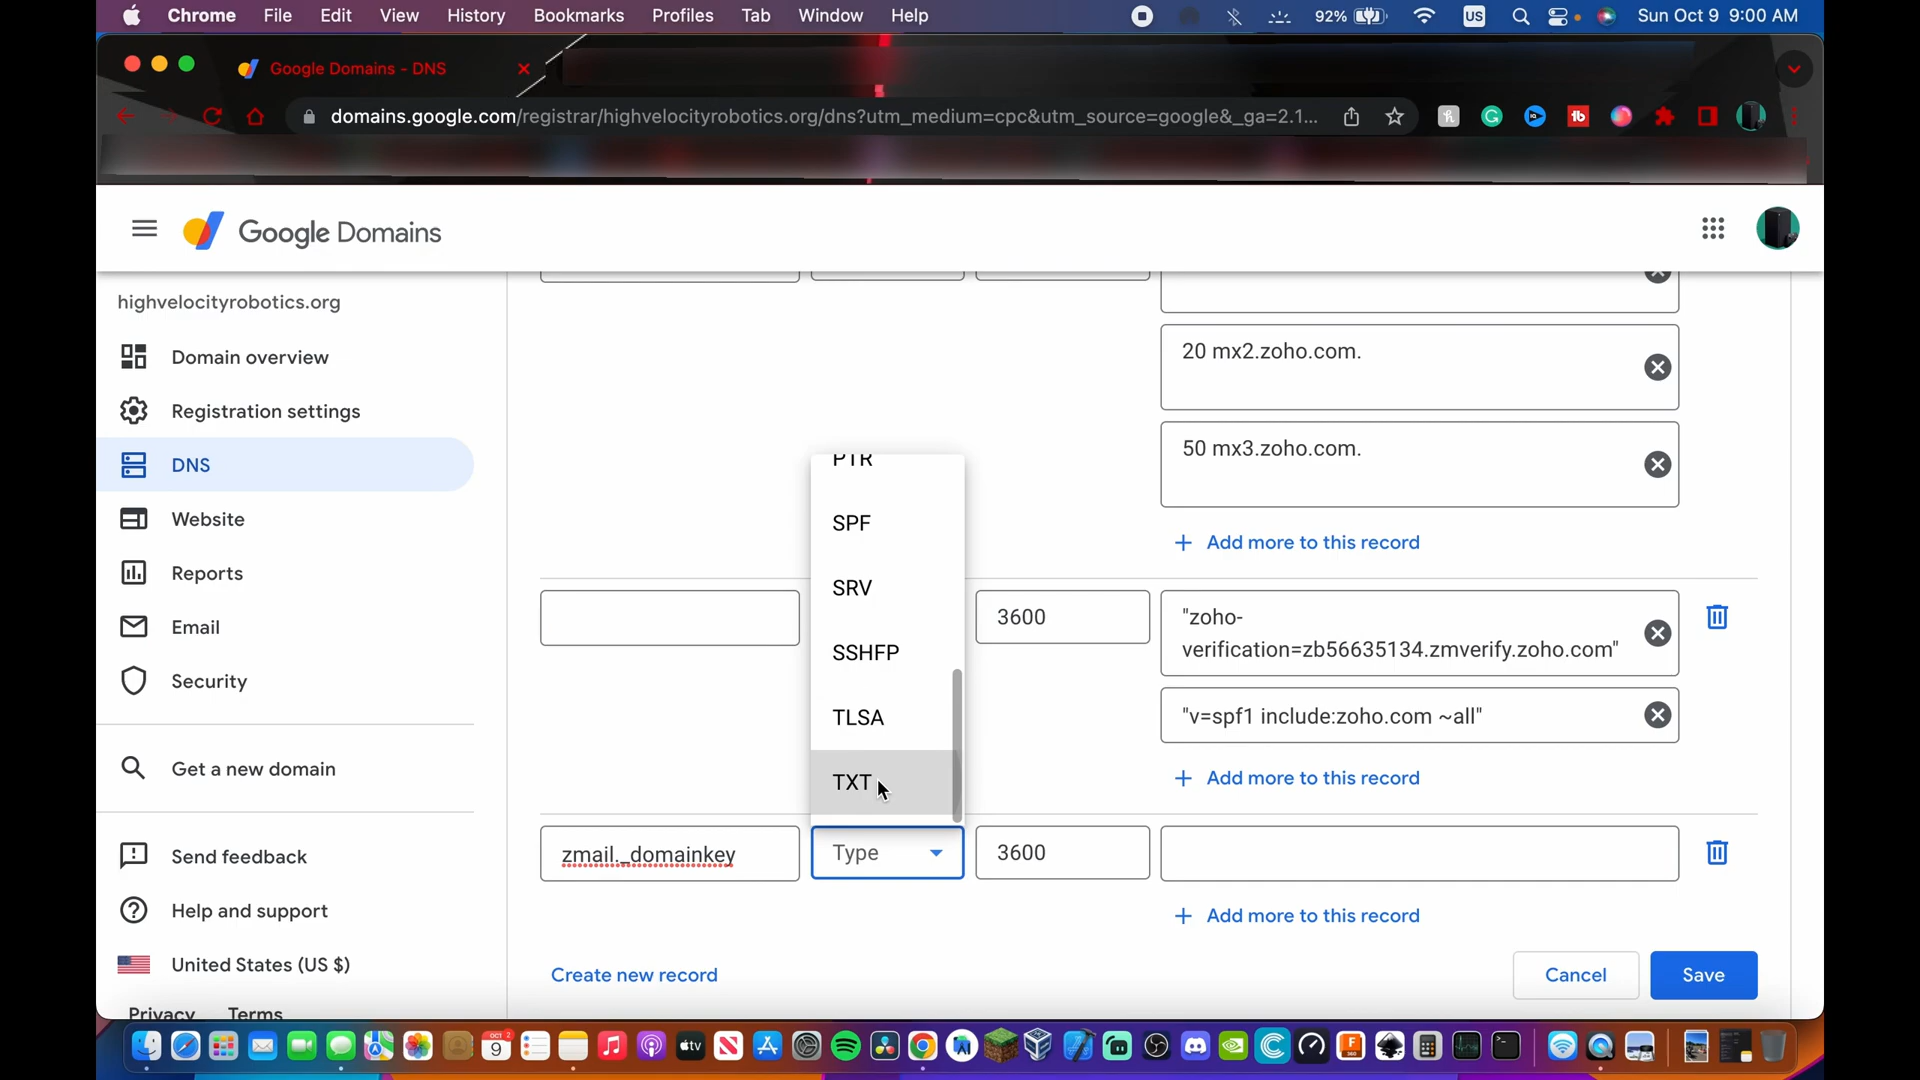 Chrome File Edit View History Bookmarks Profiles Tab Window Help 92% US Sun Oct 9 9:00 AM
Google Domains - DNS
domains.google.com/registrar/highvelocityrobotics.org/dns?utm_medium=cpc&utm_source=google&_ga=2.1...
Google Domains
highvelocityrobotics.org
Domain overview
20 mx2.zoho.com.
Registration settings
50 mx3.zoho.com.
PTR
DNS
Website
SPF
Add more to this record
Reports
SRV
3600
"zoho-
verification=zb56635134.zmverify.zoho.com"
Email
SSHFP
Security
TLSA
"v=spf1 include:zoho.com ~all"
Get a new domain
TXT
Add more to this record
Send feedback
zmail._domainkey
Type
3600
Help and support
Add more to this record
United States (US $)
Create new record
Cancel
Save
Privacy Terms
OCT 9
tv